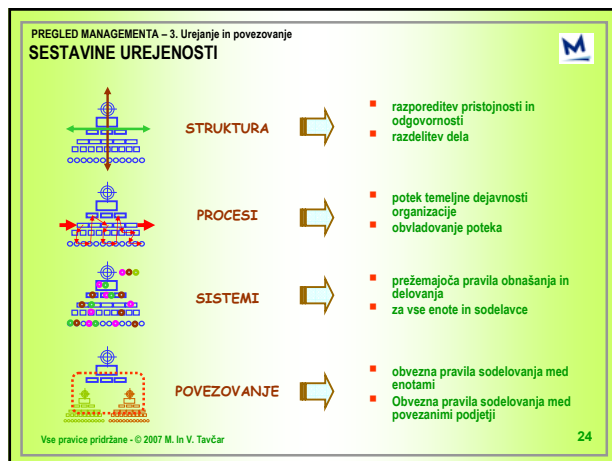 PREGLED MANAGEMENTA – 3. Urejanje in povezovanje
SESTAVINE UREJENOSTI
M
STRUKTURA
razporeditev pristojnosti in
odgovornosti
razdelitev dela
PROCESI
potek temeljne dejavnosti
organizacije
obvladovanje poteka
SISTEMI
prežemajoča pravila obnašanja in
delovanja
za vse enote in sodelavce
POVEZOVANJE
obvezna pravila sodelovanja med
enotami
Obvezna pravila sodelovanja med
povezanimi podjetji
Vse pravice pridržane - © 2007 M. in V. Tavčar
24